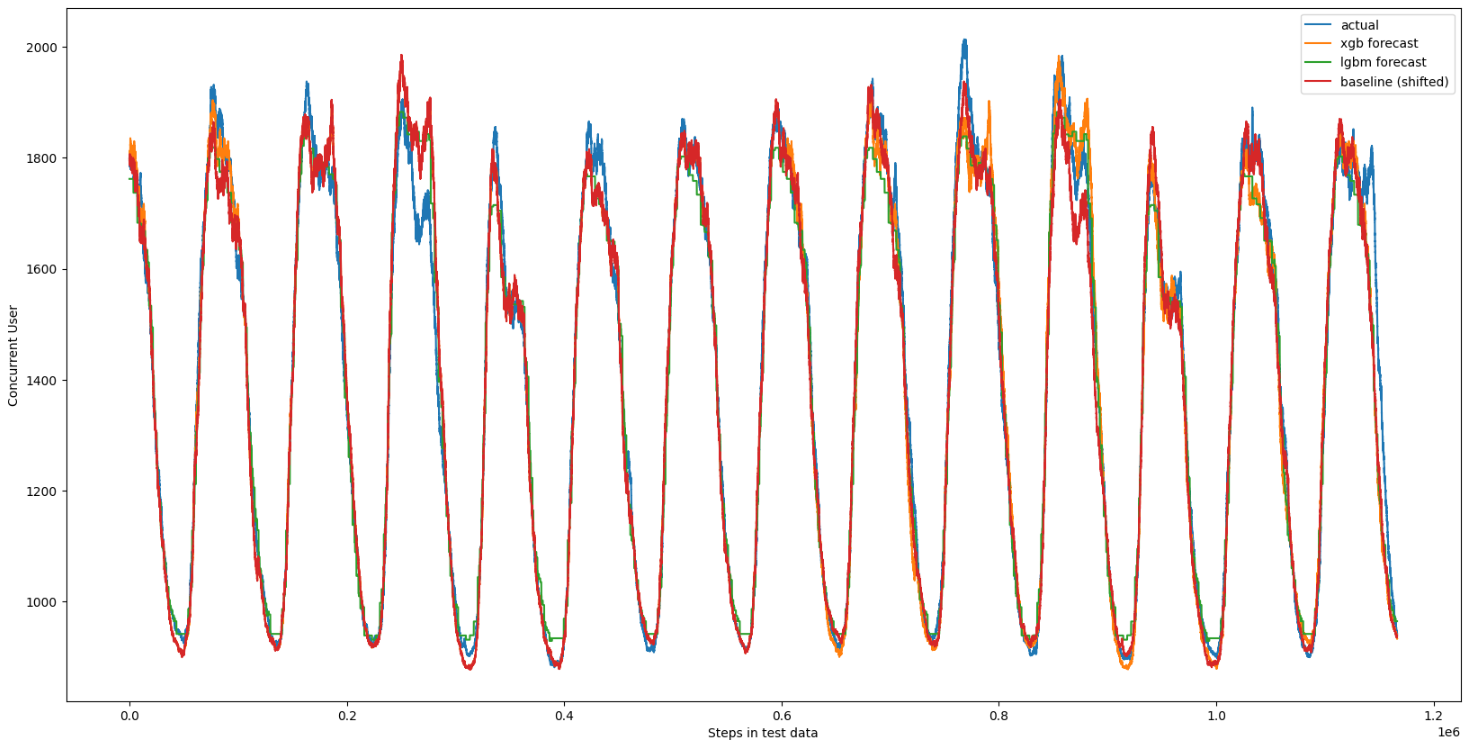 actual
xgb forecast
lgbm forecast
baseline (shifted)
2000
1800
1600
1400
1200
1000
Concurrent User
0.0 0.2 0.4 0.6 0.8 1.0 1.2
1e6
Steps in test data